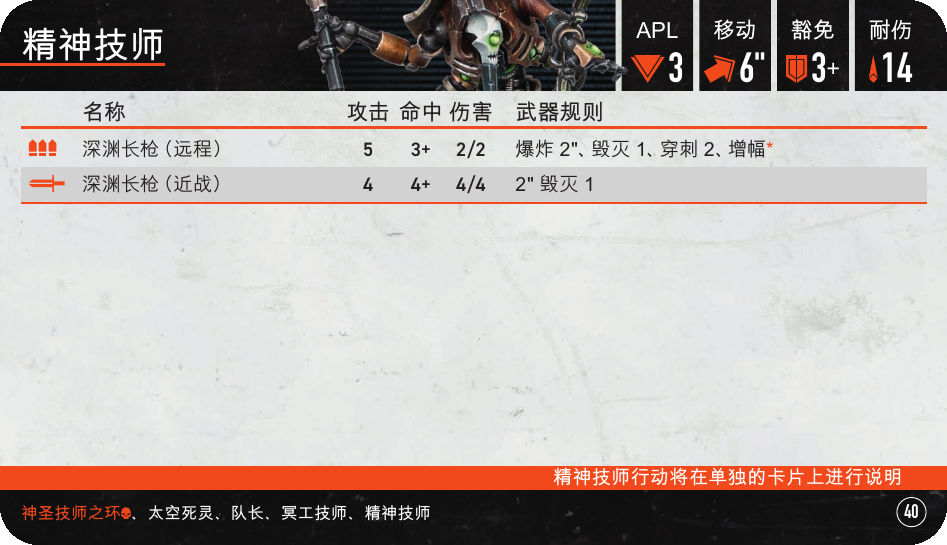 精神技师
APL 移动 豁免 耐伤
3 6" 3+ 14
名称 攻击 命中 伤害 武器规则
深渊长枪（远程） 5 3+ 2/2 爆炸 2"、毁灭 1、穿刺 2、增幅*
深渊长枪（近战） 4 4+ 4/4 2" 毁灭 1
精神技师行动将在单独的卡片上进行说明
神圣技师之环、太空死灵、队长、冥工技师、精神技师
40